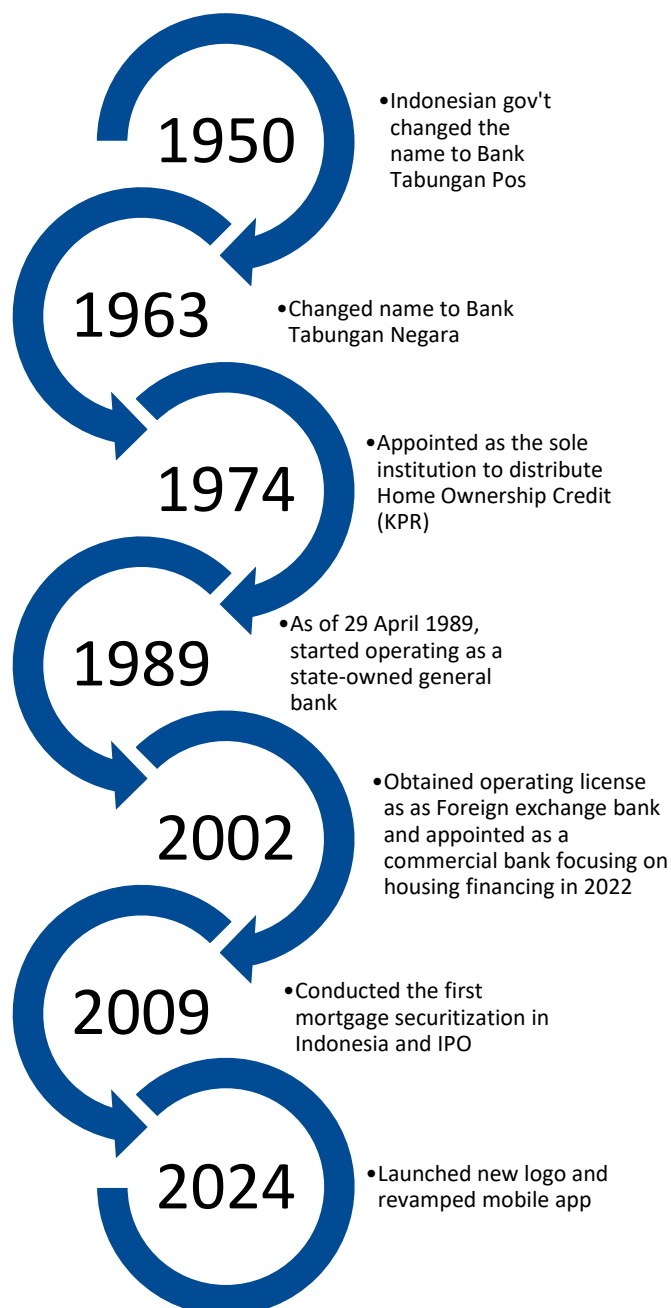 1950
•Indonesian gov't
changed the
name to Bank
Tabungan Pos
1963
•Changed name to Bank
Tabungan Negara
1974
•Appointed as the sole
institution to distribute
Home Ownership Credit
(KPR)
1989
•As of 29 April 1989,
started operating as a
state-owned general
bank
2002
•Obtained operating license
as as Foreign exchange bank
and appointed as a
commercial bank focusing on
housing financing in 2022
2009
•Conducted the first
mortgage securitization in
Indonesia and IPO
2024
•Launched new logo and
revamped mobile app